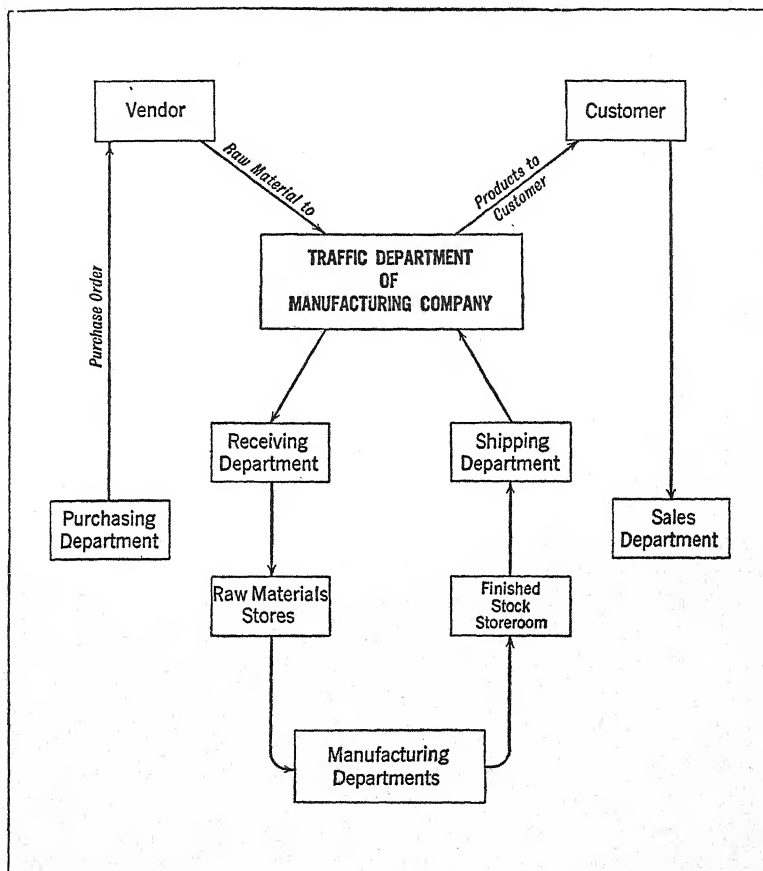 Vendor
Customer
Raw Material to
Products to
Customer
TRAFFIC DEPARTMENT
OF
MANUFACTURING COMPANY
Purchase Order
Receiving
Department
Shipping
Department
Purchasing
Department
Sales
Department
Raw Materials
Stores
Finished
Stock
Storeroom
Manufacturing
Departments